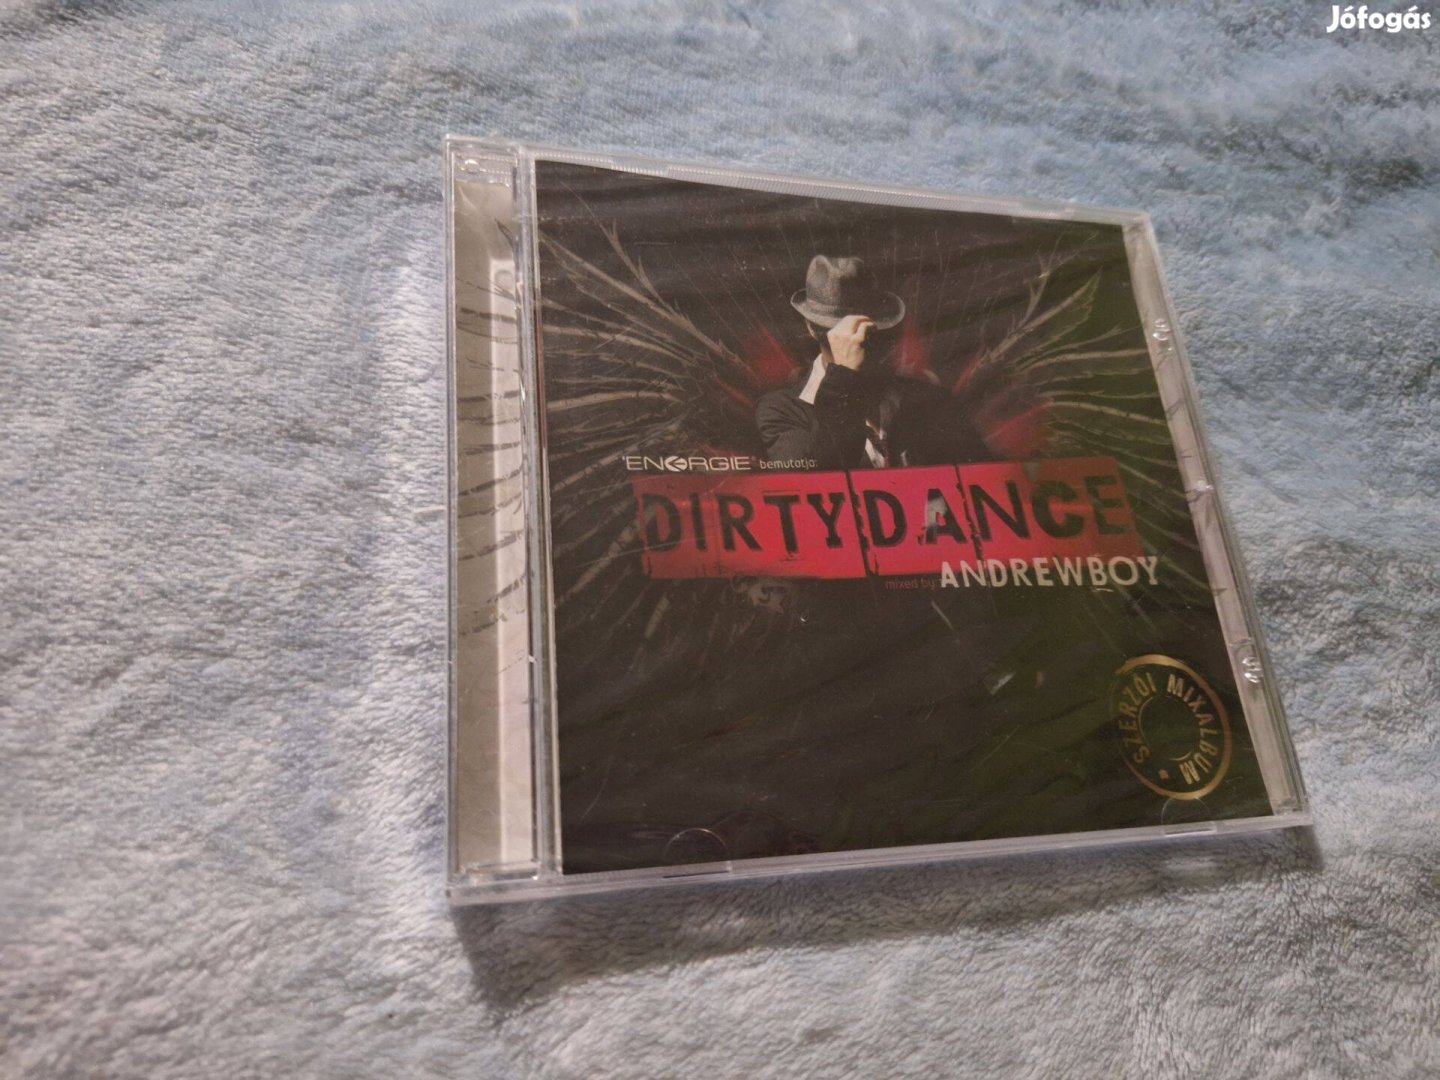 Jófogás
'ENERGIE® bemutatja:
DIRTYDANCE
mixed by: ANDREWBOY
SZERZŐI MIXALBUM *